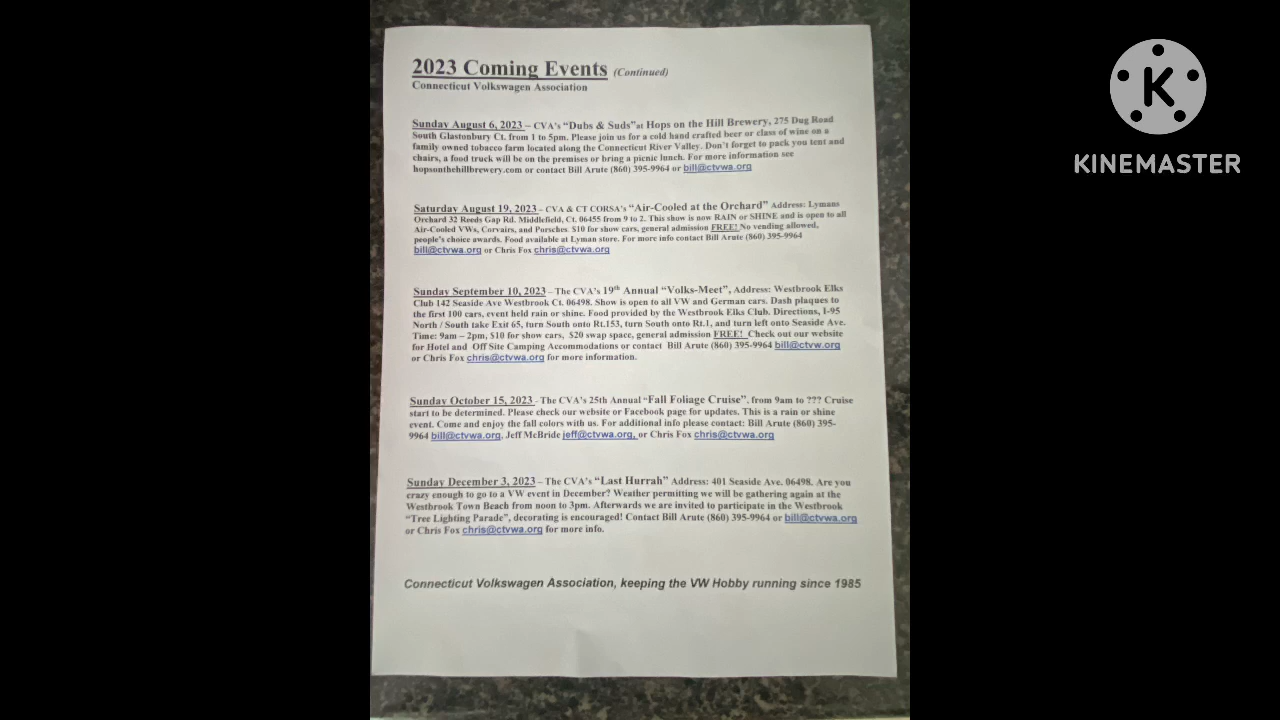 2023 Coming Events (Continued)
Connecticut Volkswagen Association
Sunday August 6, 2023 – CVA's "Dubs & Suds"at Hops on the Hill Brewery, 275 Dug Road
South Glastonbury Ct. from 1 to 5pm. Please join us for a cold hand crafted beer or class of wine on a
family owned tobacco farm located along the Connecticut River Valley. Don't forget to pack you tent and
chairs, a food truck will be on the premises or bring a picnic lunch. For more information see
hopsonthehillbrewery.com or contact Bill Arute (860) 395-9964 or bill@ctvwa.org
Saturday August 19, 2023 – CVA & CT CORSA's "Air-Cooled at the Orchard" Address: Lymans
Orchard 32 Reeds Gap Rd. Middlefield, Ct. 06455 from 9 to 2. This show is now RAIN or SHINE and is open to all
Air-Cooled VWs, Corvairs, and Porsches. $10 for show cars, general admission FREE! No vending allowed,
people's choice awards. Food available at Lyman store. For more info contact Bill Arute (860) 395-9964
bill@ctvwa.org or Chris Fox chris@ctvwa.org
Sunday September 10, 2023 – The CVA's 19th Annual "Volks-Meet", Address: Westbrook Elks
Club 142 Seaside Ave Westbrook Ct. 06498. Show is open to all VW and German cars. Dash plaques to
the first 100 cars, event held rain or shine. Food provided by the Westbrook Elks Club. Directions, I-95
North / South take Exit 65, turn South onto Rt.153, turn South onto Rt.1, and turn left onto Seaside Ave.
Time: 9am – 2pm, $10 for show cars, $20 swap space, general admission FREE! Check out our website
for Hotel and Off Site Camping Accommodations or contact Bill Arute (860) 395-9964 bill@ctvw.org
or Chris Fox chris@ctvwa.org for more information.
Sunday October 15, 2023 – The CVA's 25th Annual "Fall Foliage Cruise", from 9am to ??? Cruise
start to be determined. Please check our website or Facebook page for updates. This is a rain or shine
event. Come and enjoy the fall colors with us. For additional info please contact: Bill Arute (860) 395-
9964 bill@ctvwa.org, Jeff McBride jeff@ctvwa.org, or Chris Fox chris@ctvwa.org
Sunday December 3, 2023 – The CVA's "Last Hurrah" Address: 401 Seaside Ave. 06498. Are you
crazy enough to go to a VW event in December? Weather permitting we will be gathering again at the
Westbrook Town Beach from noon to 3pm. Afterwards we are invited to participate in the Westbrook
"Tree Lighting Parade", decorating is encouraged! Contact Bill Arute (860) 395-9964 or bill@ctvwa.org
or Chris Fox chris@ctvwa.org for more info.
Connecticut Volkswagen Association, keeping the VW Hobby running since 1985
K
KINEMASTER